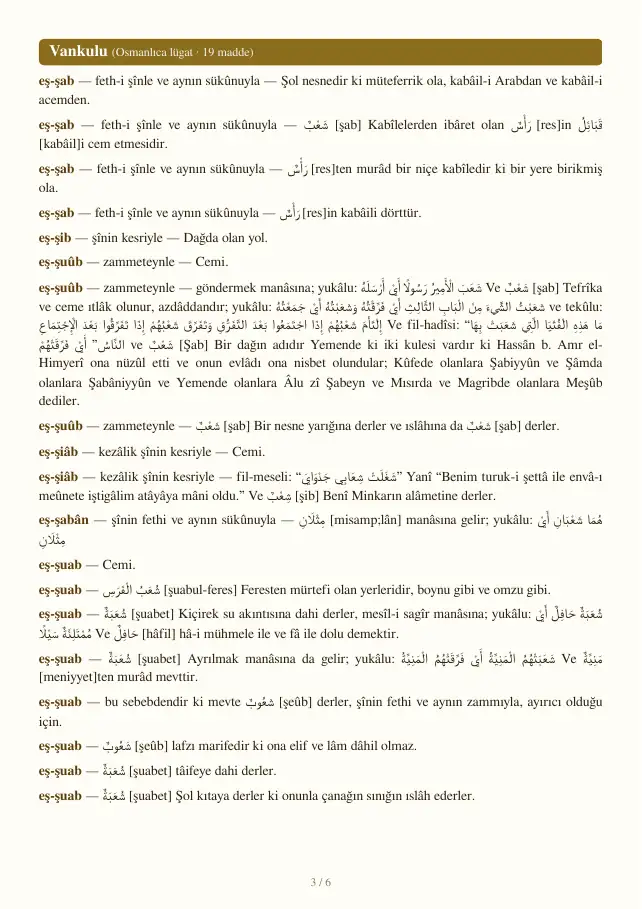 Vankulu (Osmanlıca lügat · 19 madde)
eş-şab — feth-i şînle ve aynın sükûnuyla — Şol nesnedir ki müteferrik ola, kabâil-i Arabdan ve kabâil-i
acemden.
eş-şab — feth-i şînle ve aynın sükûnuyla — شَعْبٌ [şab] Kabîlelerden ibâret olan رَأْسٌ [res]in قَبَائِلُ
[kabâil]i cem etmesidir.
eş-şab — feth-i şînle ve aynın sükûnuyla — رَأْسٌ [res]ten murâd bir niçe kabîledir ki bir yere birikmiş
ola.
eş-şab — feth-i şînle ve aynın sükûnuyla — رَأْسٌ [res]in kabâili dörttür.
eş-şib — şînin kesriyle — Dağda olan yol.
eş-şuûb — zammeteynle — Cemi.
eş-şuûb — zammeteynle — göndermek manâsına; yukâlu: شَعَبَ الْأَمِيرُ رَسُولًا أَيْ أَرْسَلَهُ Ve شَعْبٌ [şab] Tefrîka
ve ceme ıtlâk olunur, azdâddandır; yukâlu: شَعَبْتُ الشَّيْءَ مِنَ الْبَابِ الثَّالِثِ أَيْ فَرَّقْتُهُ وَشَعَبْتُهُ أَيْ جَمَعْتُهُ ve tekûlu:
إِلْتَأَمَ شَعْبُهُمْ إِذَا اجْتَمَعُوا بَعْدَ التَّفَرُّقِ وَتَفَرَّقَ شَعْبُهُمْ إِذَا تَفَرَّقُوا بَعْدَ الْإِجْتِمَاعِ Ve fil-hadîsi: “مَا هَذِهِ الْفُتْيَا الَّتِي شَعَبَتْ بِهَا
النَّاسُ” أَيْ فَرَّقَتْهُمْ ve شَعْبٌ [Şab] Bir dağın adıdır Yemende ki iki kulesi vardır ki Hassân b. Amr el-
Himyerî ona nüzûl etti ve onun evlâdı ona nisbet olundular; Kûfede olanlara Şabiyyûn ve Şâmda
olanlara Şabâniyyûn ve Yemende olanlara Âlu zî Şabeyn ve Mısırda ve Magribde olanlara Meşûb
dediler.
eş-şuûb — zammeteynle — شَعْبٌ [şab] Bir nesne yarığına derler ve ıslâhına da شَعْبٌ [şab] derler.
eş-şiâb — kezâlik şînin kesriyle — Cemi.
eş-şiâb — kezâlik şînin kesriyle — fil-meseli: “شَغَلَتْ شِعَابِي جَدْوَايَ” Yanî “Benim turuk-i şettâ ile envâ-ı
meûnete iştigâlim atâyâya mâni oldu.” Ve شِعْبٌ [şib] Benî Minkarın alâmetine derler.
eş-şabân — şînin fethi ve aynın sükûnuyla — مِثْلَانِ [misamp;lân] manâsına gelir; yukâlu: هُمَا شَعْبَانِ أَيْ
مِثْلَانِ
eş-şuab — Cemi.
eş-şuab — شُعَبُ الْفَرَسِ [şuabul-feres] Feresten mürtefi olan yerleridir, boynu gibi ve omzu gibi.
eş-şuab — شُعْبَةٌ [şuabet] Kiçirek su akıntısına dahi derler, mesîl-i sagîr manâsına; yukâlu: شُعْبَةٌ حَافِلٌ أَيْ
مُمْتَلِئَةٌ سَيْلًا Ve حَافِلٌ [hâfil] hâ-i mühmele ile ve fâ ile dolu demektir.
eş-şuab — شُعْبَةٌ [şuabet] Ayrılmak manâsına da gelir; yukâlu: شَعَبَتْهُمُ الْمَنِيَّةُ أَيْ فَرَّقَتْهُمُ الْمَنِيَّةُ Ve مَنِيَّةٌ
[meniyyet]ten murâd mevttir.
eş-şuab — bu sebebdendir ki mevte شَعُوبٌ [şeûb] derler, şînin fethi ve aynın zammıyla, ayırıcı olduğu
için.
eş-şuab — شَعُوبٌ [şeûb] lafzı marifedir ki ona elif ve lâm dâhil olmaz.
eş-şuab — شُعْبَةٌ [şuabet] tâifeye dahi derler.
eş-şuab — شُعْبَةٌ [şuabet] Şol kıtaya derler ki onunla çanağın sınığın ıslâh ederler.
3 / 6